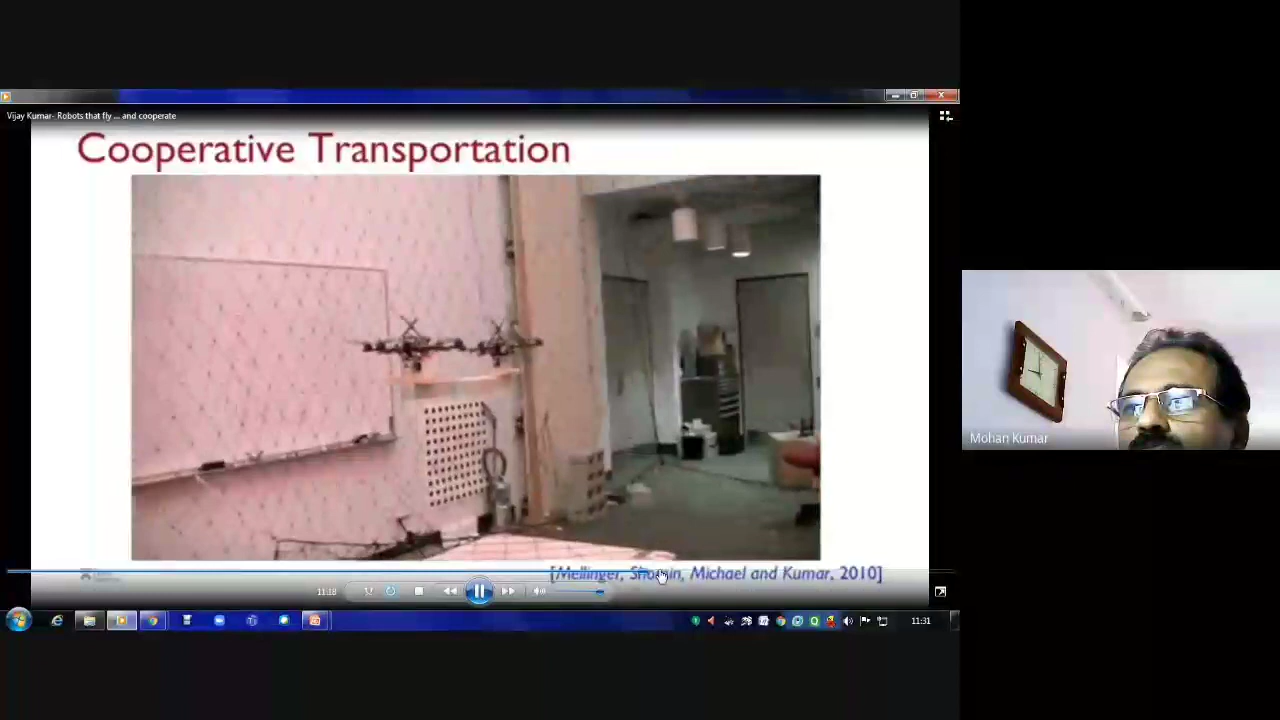 Vijay Kumar- Robots that fly ... and cooperate
Cooperative Transportation
[Mellinger, Shomin, Michael and Kumar, 2010]
11:18
11:31
Mohan Kumar